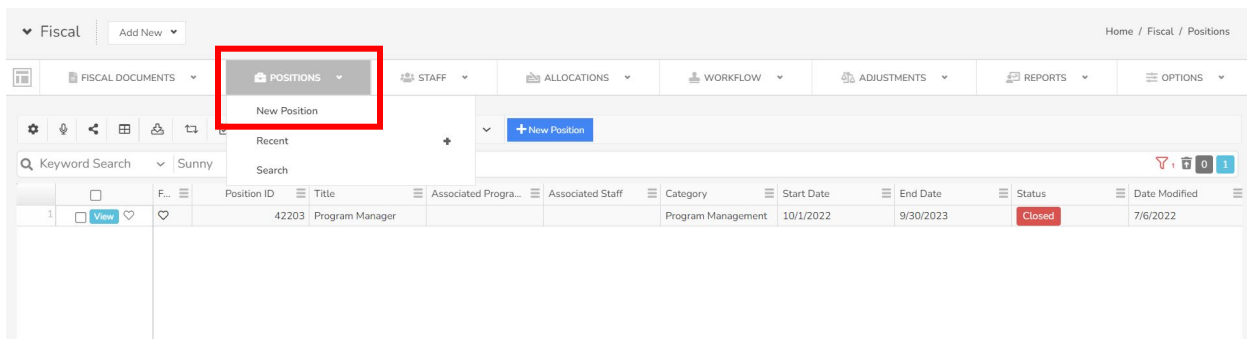 Fiscal Add New Home / Fiscal / Positions
FISCAL DOCUMENTS POSITIONS STAFF ALLOCATIONS WORKFLOW ADJUSTMENTS REPORTS OPTIONS
New Position
Recent
Search
New Position
Keyword Search Sunny 1 0 1
F... Position ID Title Associated Progra... Associated Staff Category Start Date End Date Status Date Modified
1 View 42203 Program Manager Program Management 10/1/2022 9/30/2023 Closed 7/6/2022